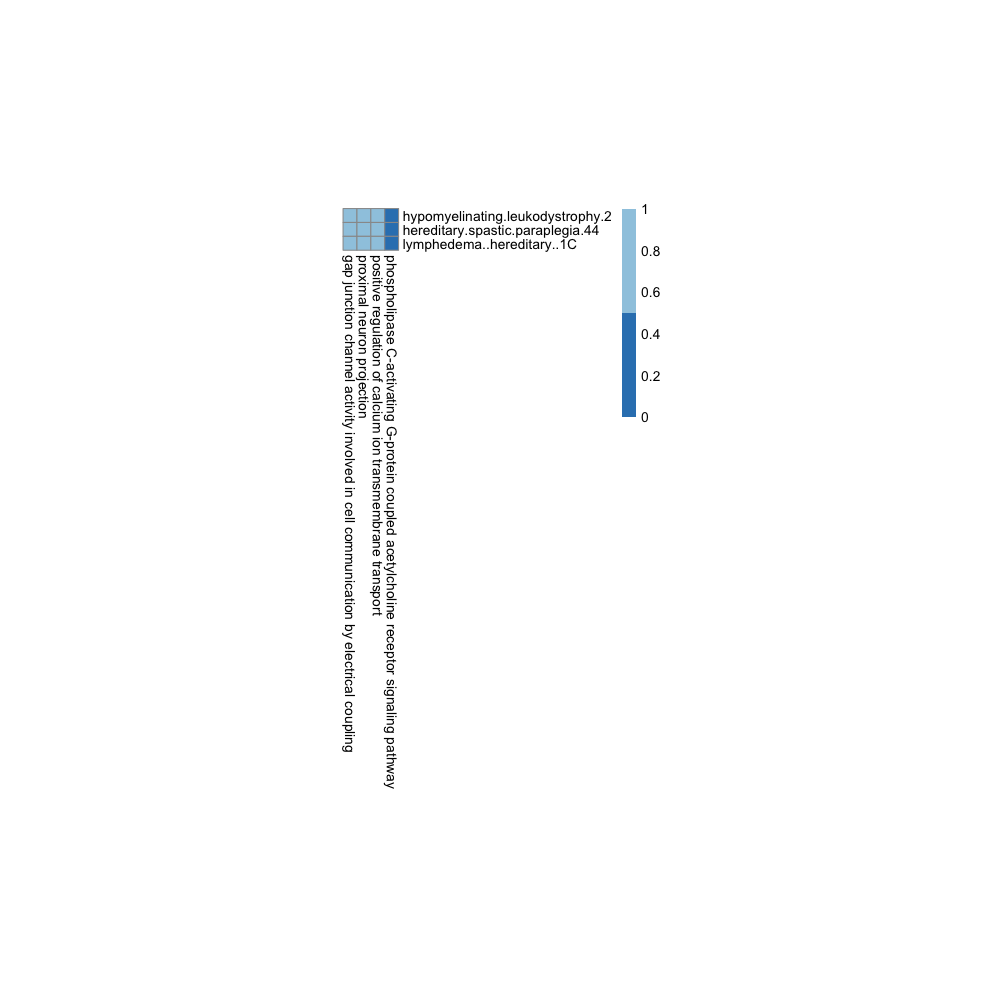 hypomyelinating.leukodystrophy.2
hereditary.spastic.paraplegia.44
lymphedema..hereditary..1C
1
0.8
0.6
0.4
0.2
0
gap junction channel activity involved in cell communication by electrical coupling
proximal neuron projection
positive regulation of calcium ion transmembrane transport
phospholipase C-activating G-protein coupled acetylcholine receptor signaling pathway